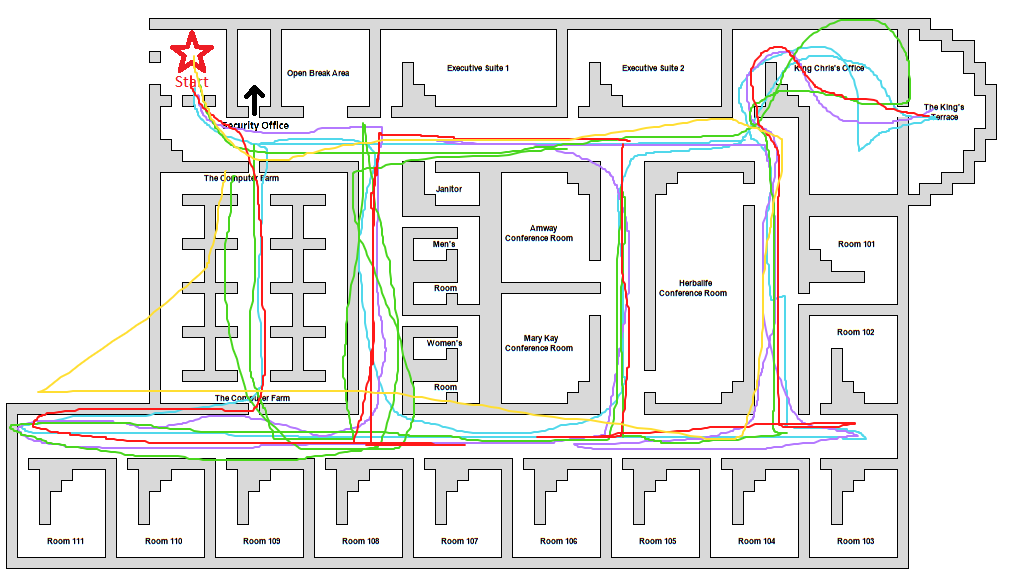 Start
Open Break Area
Executive Suite 1
Executive Suite 2
King Chris's Office
The King's
Terrace
Security Office
The Computer Farm
Janitor
Men's
Room
Women's
Room
Amway
Conference Room
Mary Kay
Conference Room
Herbalife
Conference Room
Room 101
Room 102
The Computer Farm
Room 111
Room 110
Room 109
Room 108
Room 107
Room 106
Room 105
Room 104
Room 103